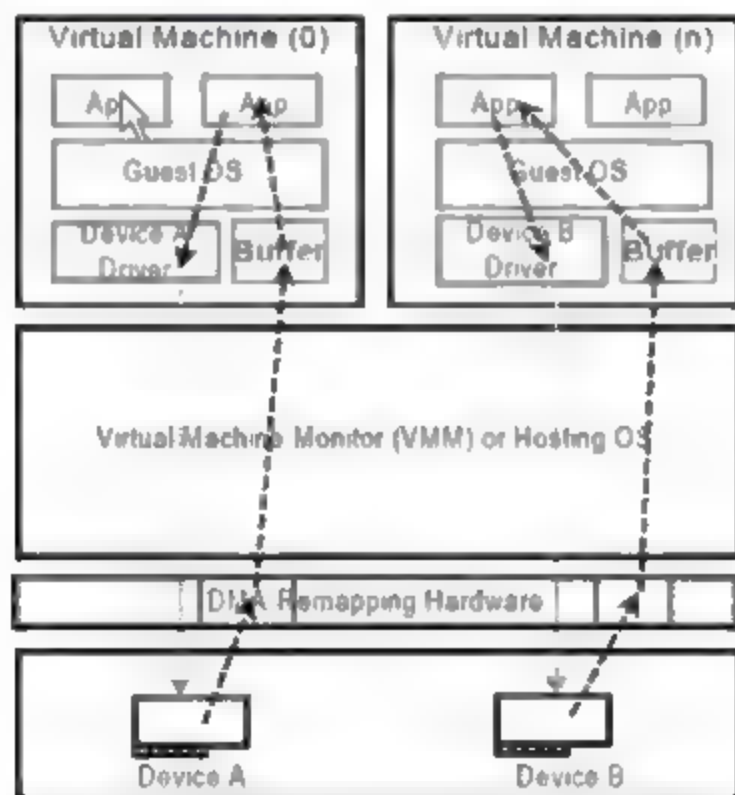 Virtual Machine (0)
Virtual Machine (n)
App
App
App
App
Guest OS
Guest OS
Device A
Driver
Buffer
Device B
Driver
Buffer
Virtual Machine Monitor (VMM) or Hosting OS
DMA Remapping Hardware
Device A
Device B